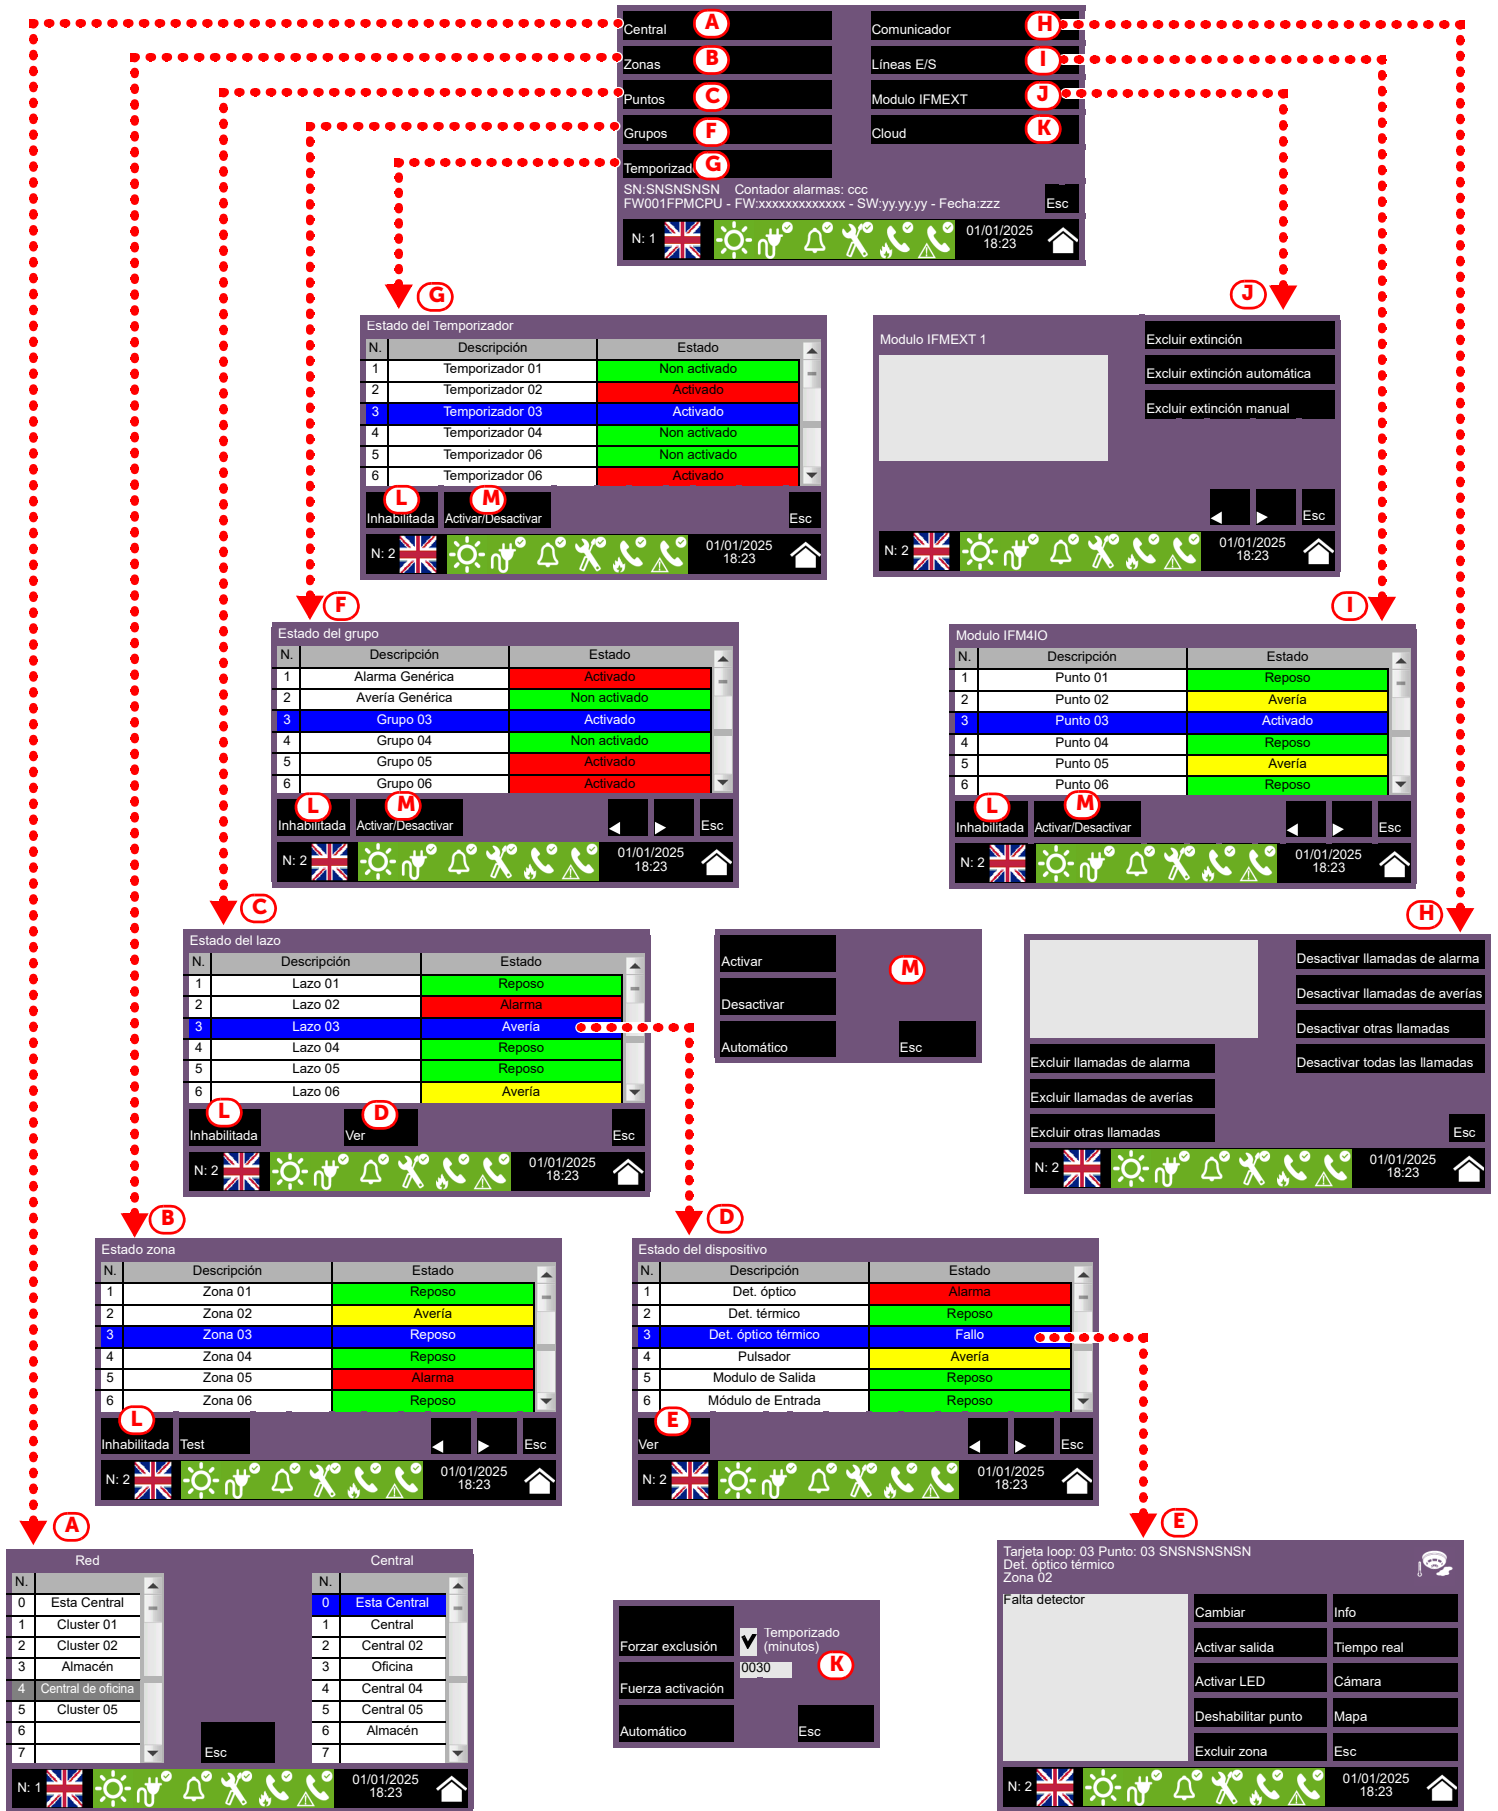 Central A
Comunicador H
Zonas B
Líneas E/S I
Puntos C
Modulo IFMEXT J
Grupos F
Cloud K
Temporizad G
SN:SNSNSNSN Contador alarmas: ccc
FW001FPMCPU - FW:xxxxxxxxxxxxx - SW:yy.yy.yy - Fecha:zzz
Esc
N: 1 01/01/2025
18:23
G
Estado del Temporizador
N. Descripción Estado
1 Temporizador 01 Non activado
2 Temporizador 02 Activado
3 Temporizador 03 Activado
4 Temporizador 04 Non activado
5 Temporizador 06 Non activado
6 Temporizador 06 Activado
L M
Inhabilitada Activar/Desactivar Esc
N: 2 01/01/2025
18:23
J
Modulo IFMEXT 1
Excluir extinción
Excluir extinción automática
Excluir extinción manual
Esc
N: 2 01/01/2025
18:23
F
Estado del grupo
N. Descripción Estado
1 Alarma Genérica Activado
2 Avería Genérica Non activado
3 Grupo 03 Activado
4 Grupo 04 Non activado
5 Grupo 05 Activado
6 Grupo 06 Activado
L M
Inhabilitada Activar/Desactivar Esc
N: 2 01/01/2025
18:23
I
Modulo IFM4IO
N. Descripción Estado
1 Punto 01 Reposo
2 Punto 02 Avería
3 Punto 03 Activado
4 Punto 04 Reposo
5 Punto 05 Avería
6 Punto 06 Reposo
L M
Inhabilitada Activar/Desactivar Esc
N: 2 01/01/2025
18:23
C
Estado del lazo
N. Descripción Estado
1 Lazo 01 Reposo
2 Lazo 02 Alarma
3 Lazo 03 Avería
4 Lazo 04 Reposo
5 Lazo 05 Reposo
6 Lazo 06 Avería
L D
Inhabilitada Ver Esc
N: 2 01/01/2025
18:23
Activar M
Desactivar
Automático Esc
H
Desactivar llamadas de alarma
Desactivar llamadas de averías
Desactivar otras llamadas
Excluir llamadas de alarma Desactivar todas las llamadas
Excluir llamadas de averías
Excluir otras llamadas Esc
N: 2 01/01/2025
18:23
B
Estado zona
N. Descripción Estado
1 Zona 01 Reposo
2 Zona 02 Avería
3 Zona 03 Reposo
4 Zona 04 Reposo
5 Zona 05 Alarma
6 Zona 06 Reposo
L
Inhabilitada Test Esc
N: 2 01/01/2025
18:23
D
Estado del dispositivo
N. Descripción Estado
1 Det. óptico Alarma
2 Det. térmico Reposo
3 Det. óptico térmico Fallo
4 Pulsador Avería
5 Modulo de Salida Reposo
6 Módulo de Entrada Reposo
E
Ver Esc
N: 2 01/01/2025
18:23
A
Red Central
N. N.
0 Esta Central 0 Esta Central
1 Cluster 01 1 Central
2 Cluster 02 2 Central 02
3 Almacén 3 Oficina
4 Central de oficina 4 Central 04
5 Cluster 05 5 Central 05
6 6 Almacén
7 Esc 7
N: 1 01/01/2025
18:23
Forzar exclusión Temporizado
(minutos)
0030 K
Fuerza activación
Automático Esc
E
Tarjeta loop: 03 Punto: 03 SNSNSNSNSN
Det. óptico térmico
Zona 02
Falta detector
Cambiar Info
Activar salida Tiempo real
Activar LED Cámara
Deshabilitar punto Mapa
Excluir zona Esc
N: 2 01/01/2025
18:23